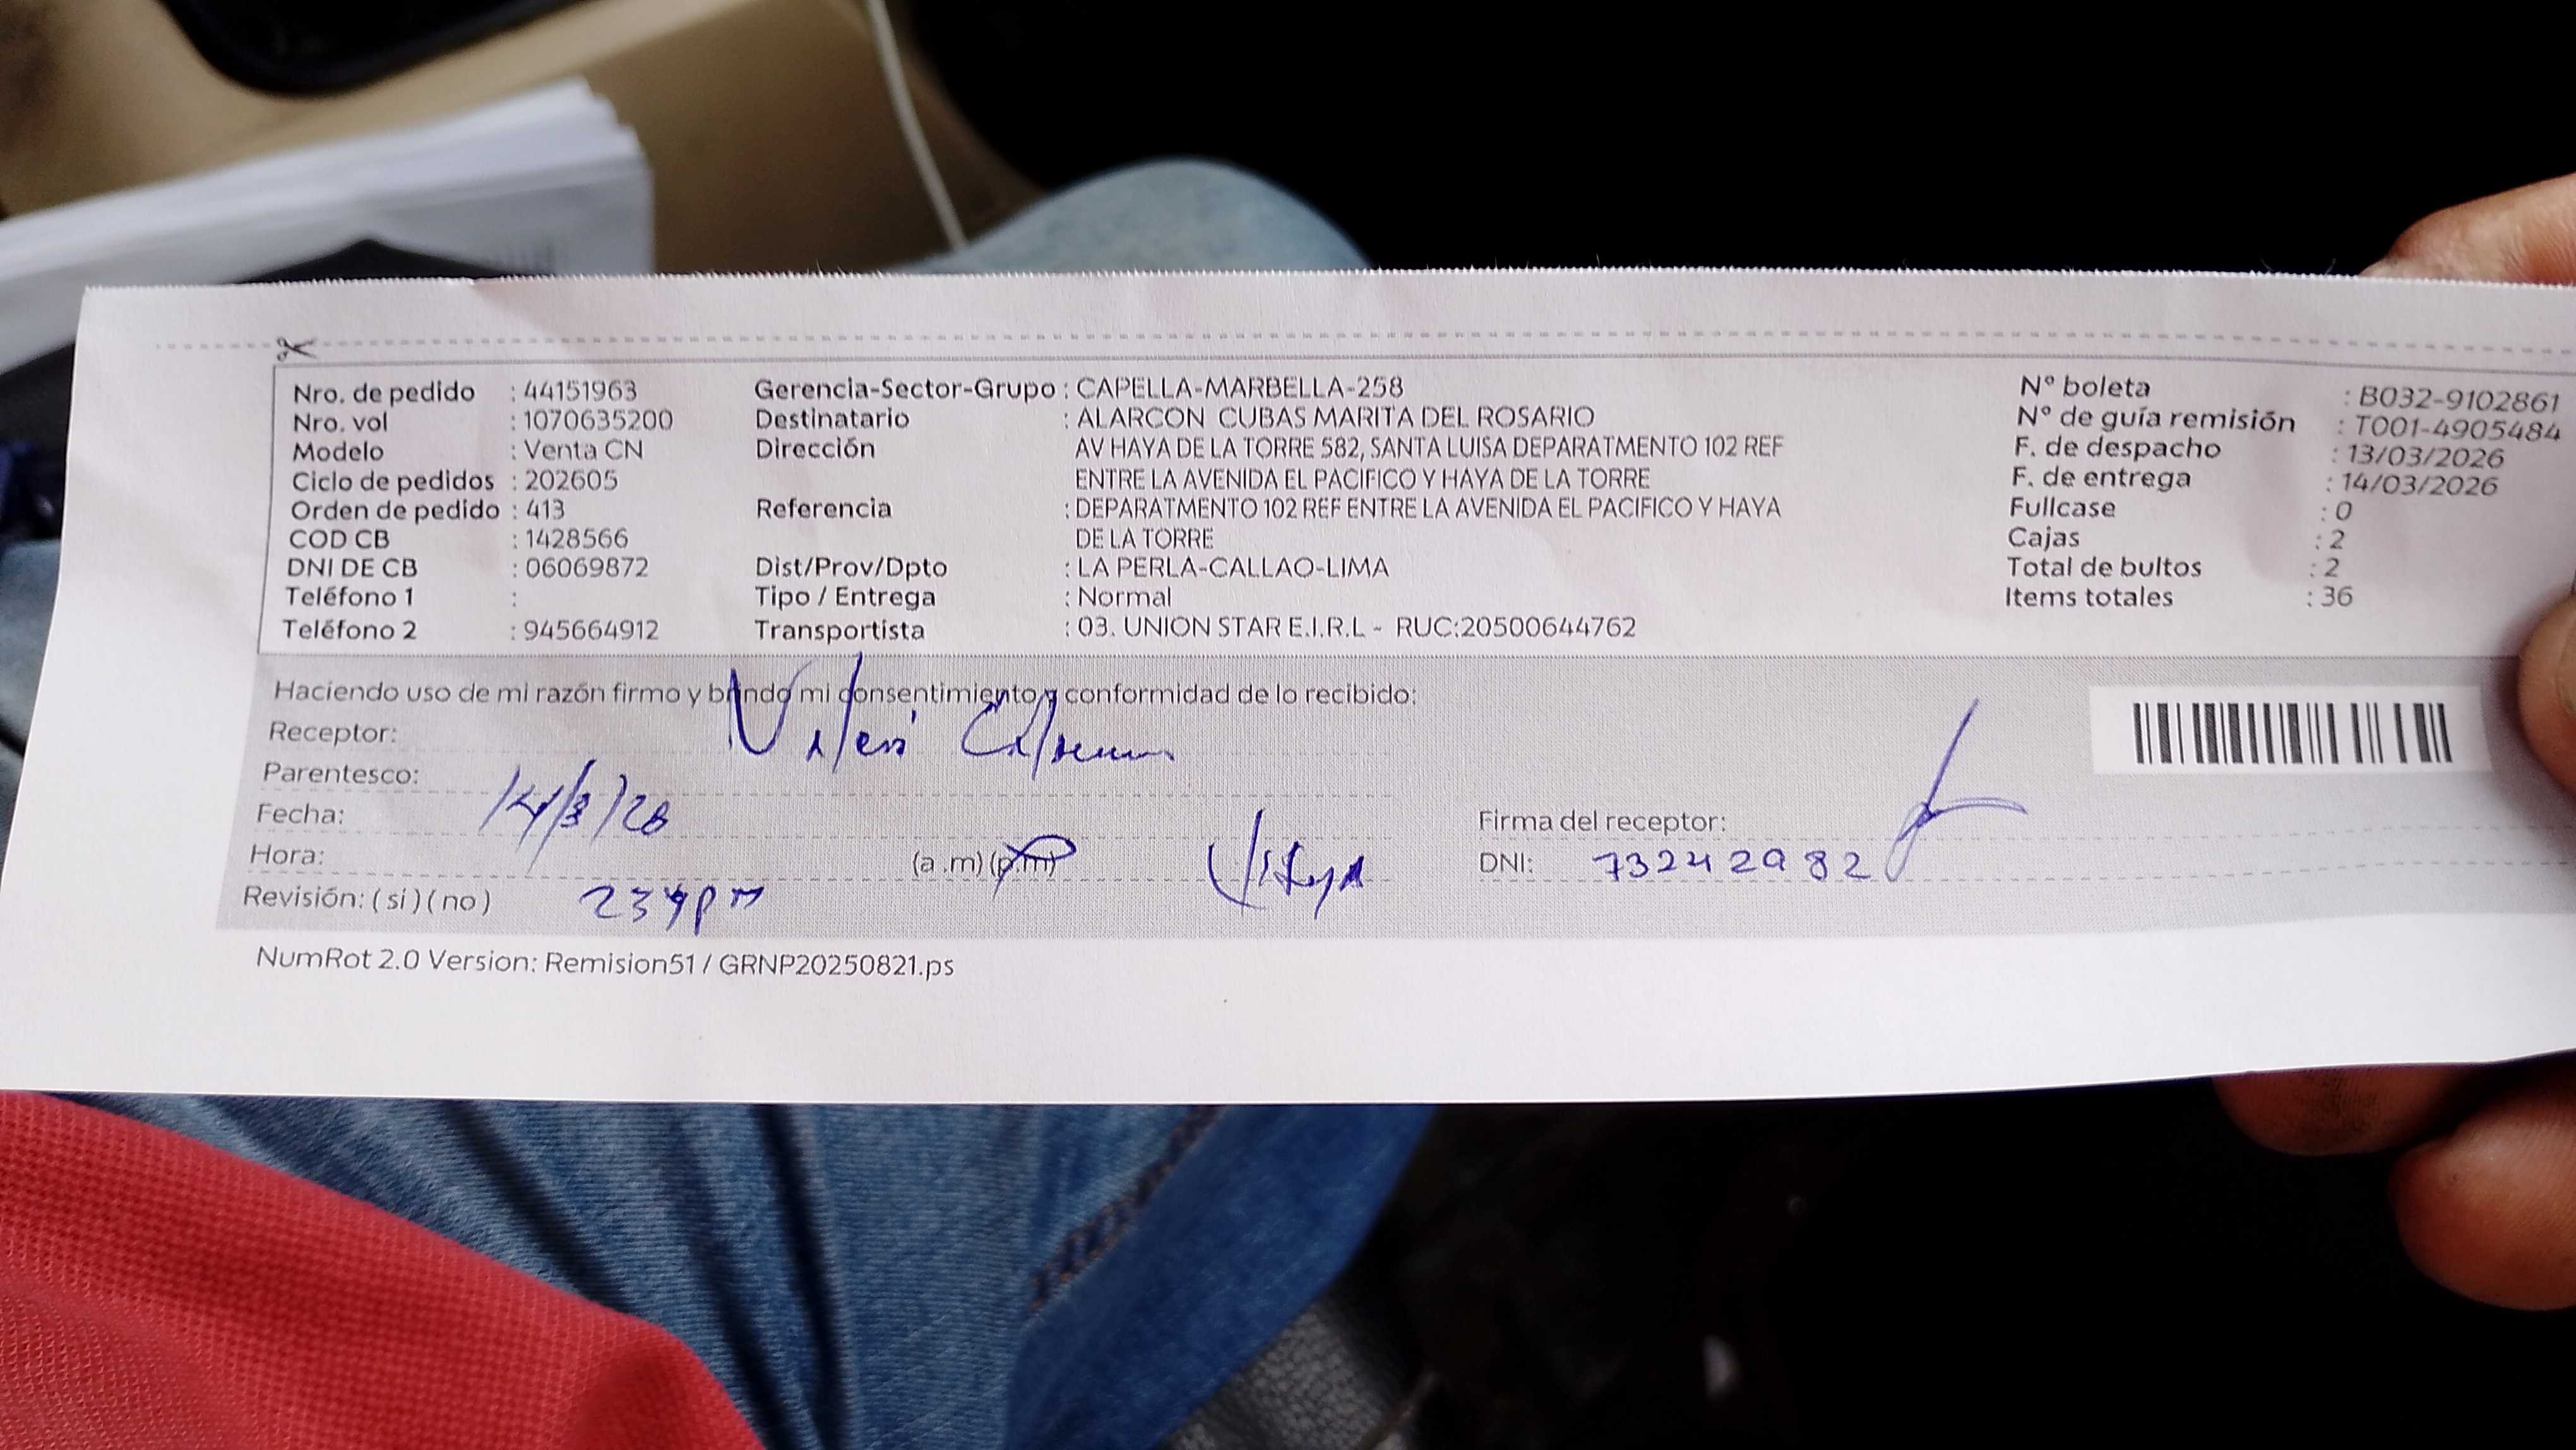 Nro. de pedido : 44151963 Gerencia-Sector-Grupo : CAPELLA-MARBELLA-258 N° boleta : B032-9102861
Nro. vol : 1070635200 Destinatario : ALARCON CUBAS MARITA DEL ROSARIO N° de guía remisión : T001-4905484
Modelo : Venta CN Dirección AV HAYA DE LA TORRE 582, SANTA LUISA DEPARATMENTO 102 REF F. de despacho : 13/03/2026
Ciclo de pedidos : 202605 ENTRE LA AVENIDA EL PACIFICO Y HAYA DE LA TORRE F. de entrega : 14/03/2026
Orden de pedido : 413 Referencia : DEPARATMENTO 102 REF ENTRE LA AVENIDA EL PACIFICO Y HAYA Fullcase : 0
COD CB : 1428566 DE LA TORRE Cajas : 2
DNI DE CB : 06069872 Dist/Prov/Dpto : LA PERLA-CALLAO-LIMA Total de bultos : 2
Teléfono 1 : Tipo / Entrega : Normal Items totales : 36
Teléfono 2 : 945664912 Transportista : 03. UNION STAR E.I.R.L - RUC:20500644762
Haciendo uso de mi razón firmo y brindo mi consentimiento y conformidad de lo recibido:
Receptor:
Parentesco:
Fecha: 14/3/26 Firma del receptor:
Hora: (a .m) (p.m) DNI: 73242982
Revisión: ( si ) ( no ) 234pm
NumRot 2.0 Version: Remision51 / GRNP20250821.ps